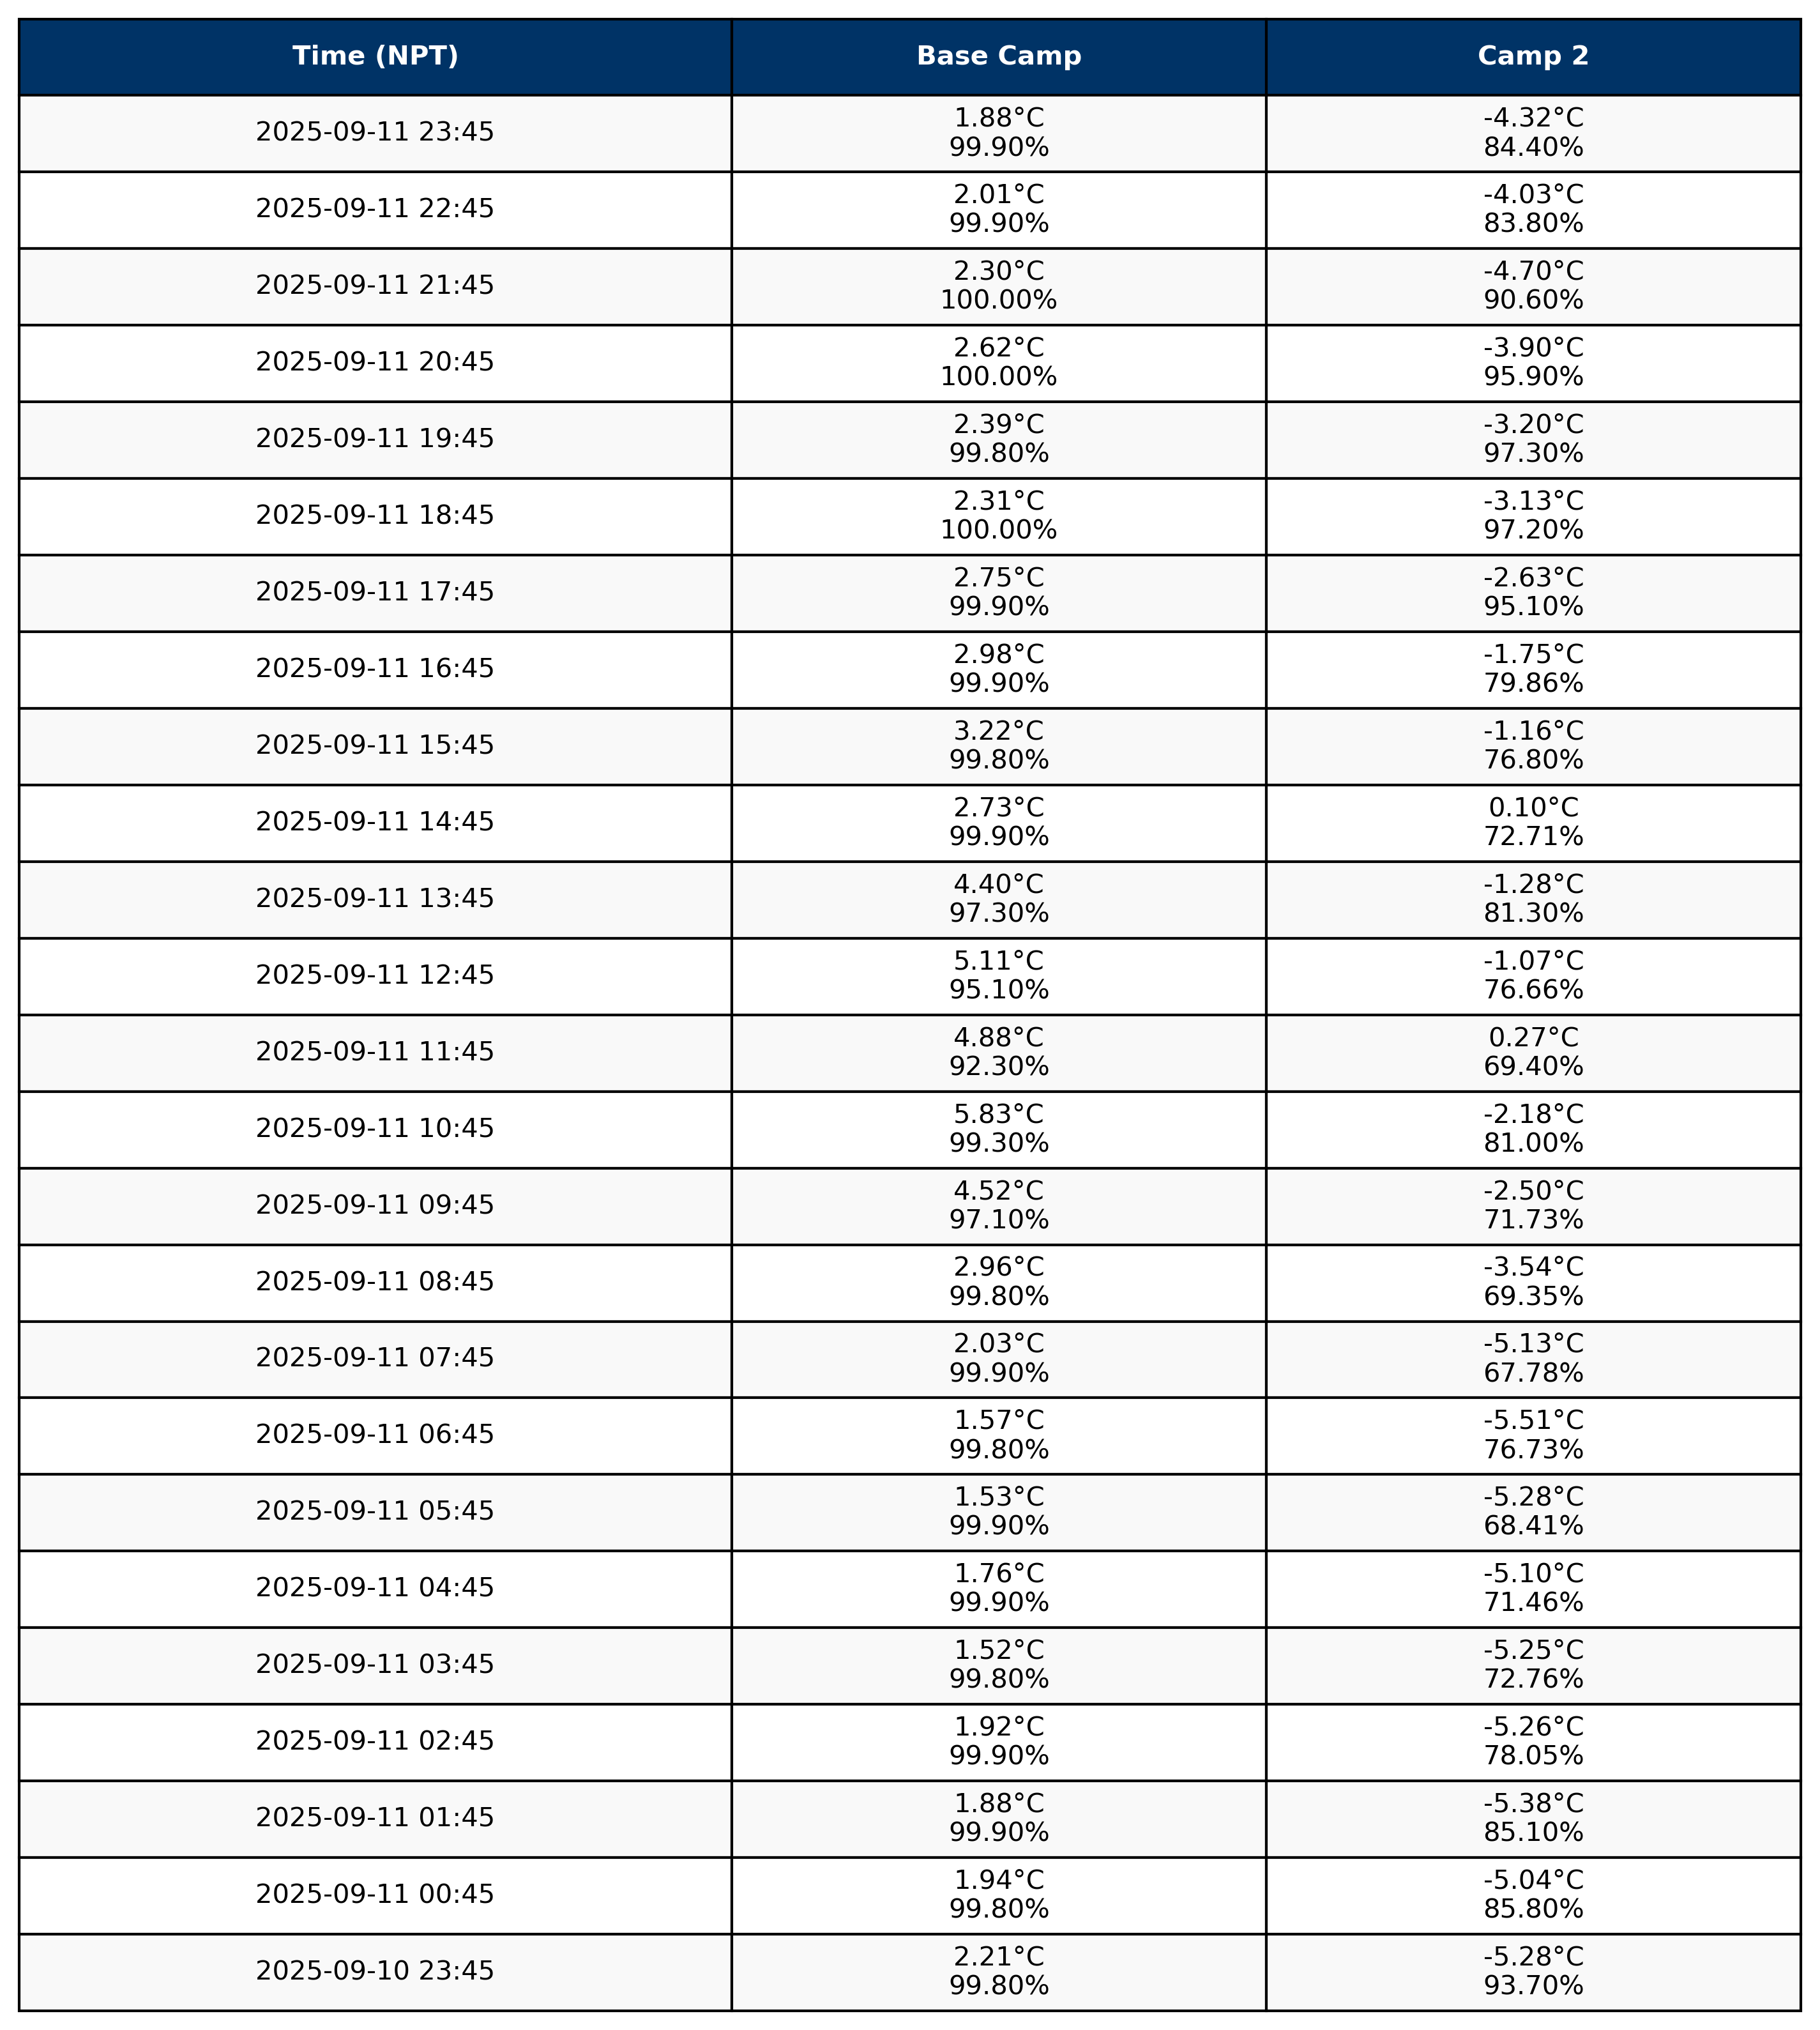 Time (NPT) Base Camp Camp 2
2025-09-11 23:45 1.88°C -4.32°C
99.90% 84.40%
2025-09-11 22:45 2.01°C -4.03°C
99.90% 83.80%
2025-09-11 21:45 2.30°C -4.70°C
100.00% 90.60%
2025-09-11 20:45 2.62°C -3.90°C
100.00% 95.90%
2025-09-11 19:45 2.39°C -3.20°C
99.80% 97.30%
2025-09-11 18:45 2.31°C -3.13°C
100.00% 97.20%
2025-09-11 17:45 2.75°C -2.63°C
99.90% 95.10%
2025-09-11 16:45 2.98°C -1.75°C
99.90% 79.86%
2025-09-11 15:45 3.22°C -1.16°C
99.80% 76.80%
2025-09-11 14:45 2.73°C 0.10°C
99.90% 72.71%
2025-09-11 13:45 4.40°C -1.28°C
97.30% 81.30%
2025-09-11 12:45 5.11°C -1.07°C
95.10% 76.66%
2025-09-11 11:45 4.88°C 0.27°C
92.30% 69.40%
2025-09-11 10:45 5.83°C -2.18°C
99.30% 81.00%
2025-09-11 09:45 4.52°C -2.50°C
97.10% 71.73%
2025-09-11 08:45 2.96°C -3.54°C
99.80% 69.35%
2025-09-11 07:45 2.03°C -5.13°C
99.90% 67.78%
2025-09-11 06:45 1.57°C -5.51°C
99.80% 76.73%
2025-09-11 05:45 1.53°C -5.28°C
99.90% 68.41%
2025-09-11 04:45 1.76°C -5.10°C
99.90% 71.46%
2025-09-11 03:45 1.52°C -5.25°C
99.80% 72.76%
2025-09-11 02:45 1.92°C -5.26°C
99.90% 78.05%
2025-09-11 01:45 1.88°C -5.38°C
99.90% 85.10%
2025-09-11 00:45 1.94°C -5.04°C
99.80% 85.80%
2025-09-10 23:45 2.21°C -5.28°C
99.80% 93.70%